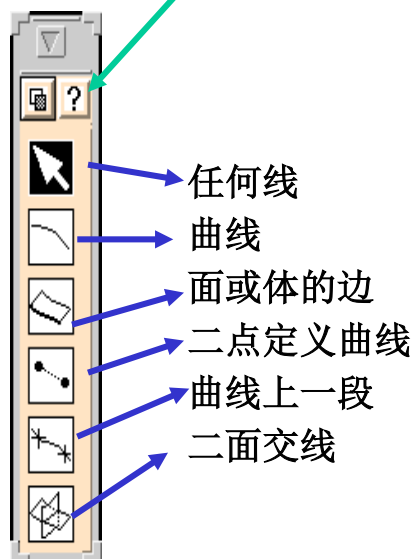 ?
任何线
曲线
面或体的边
二点定义曲线
曲线上一段
二面交线